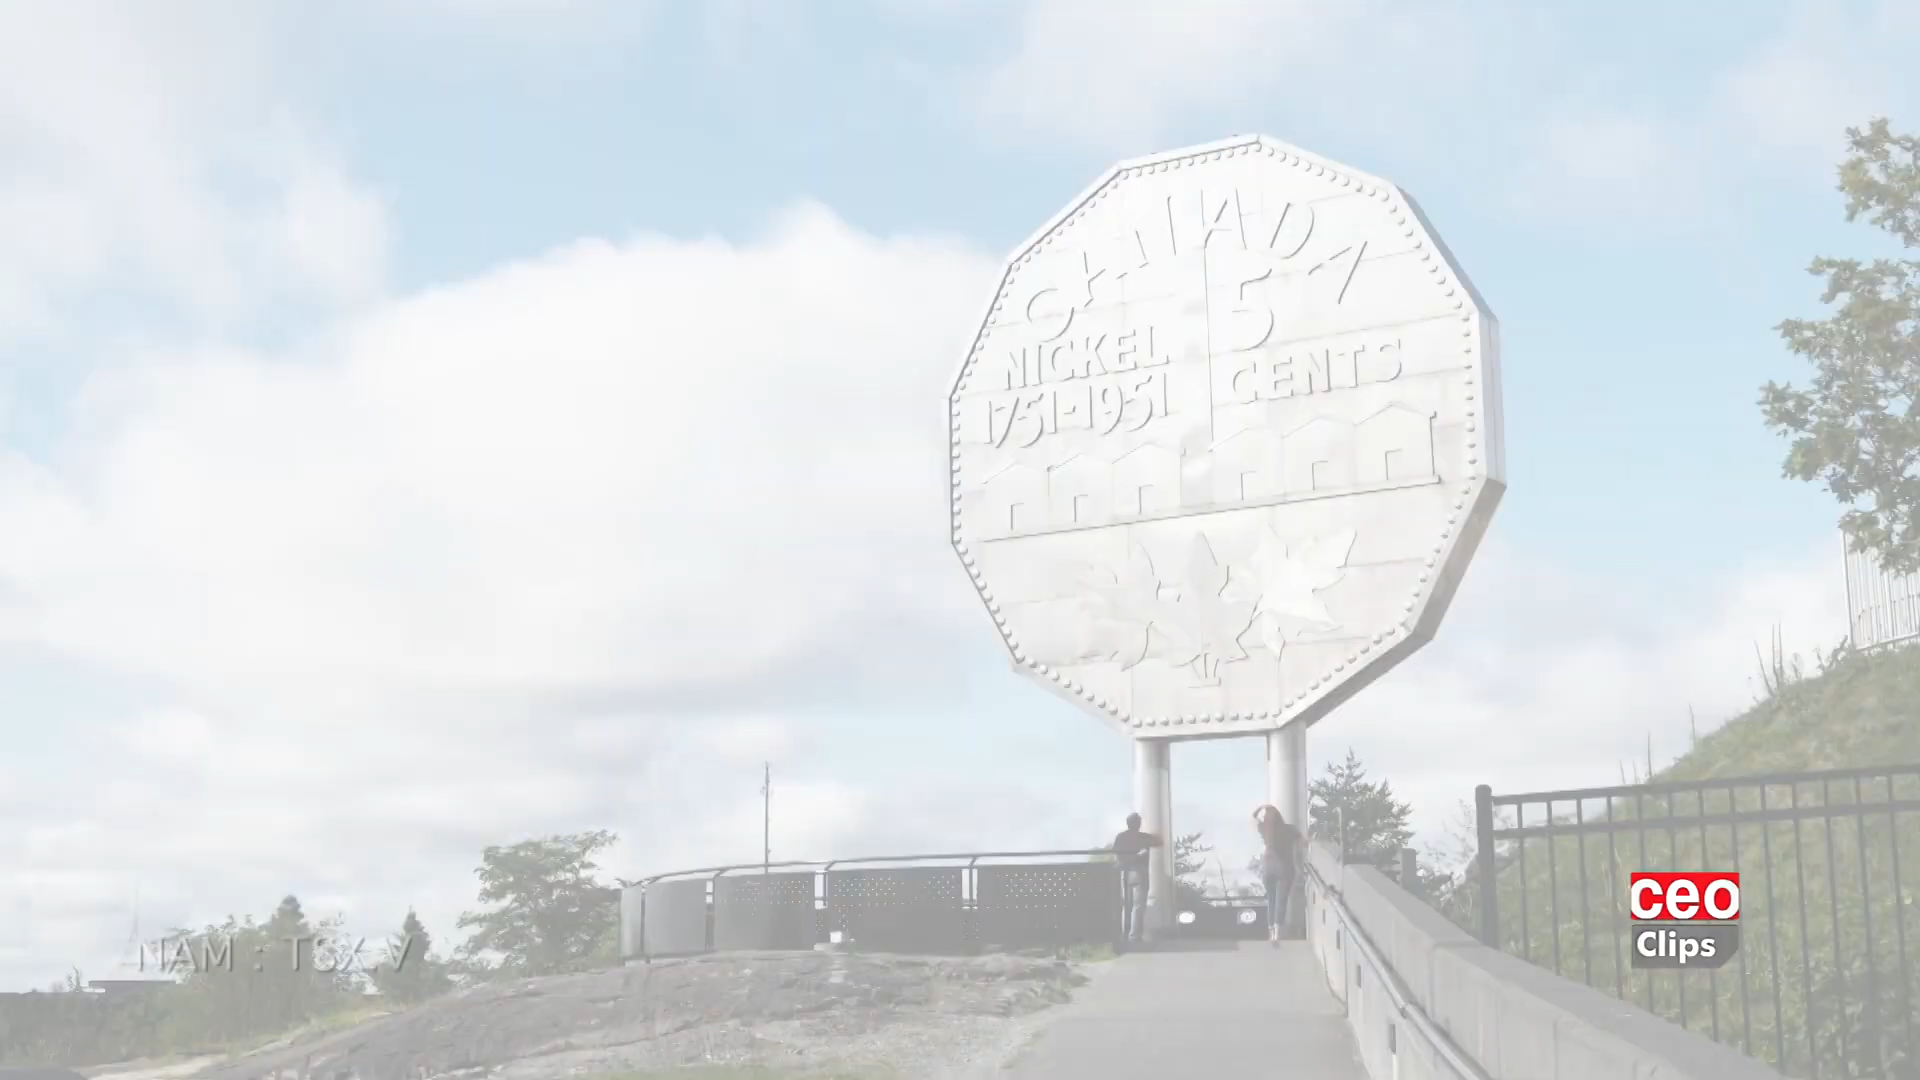 CANADA
5
NICKEL
1751-1951
CENTS
NAM : TSX.V
ceo
Clips